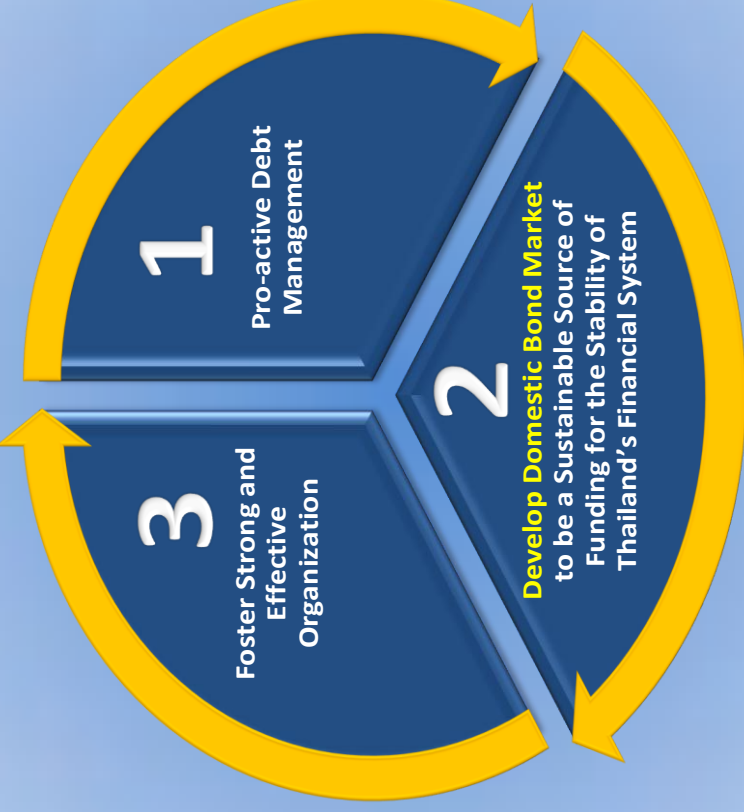 1
Pro-active Debt
Management
2
Develop Domestic Bond Market
to be a Sustainable Source of
Funding for the Stability of
Thailand’s Financial System
3
Foster Strong and
Effective
Organization